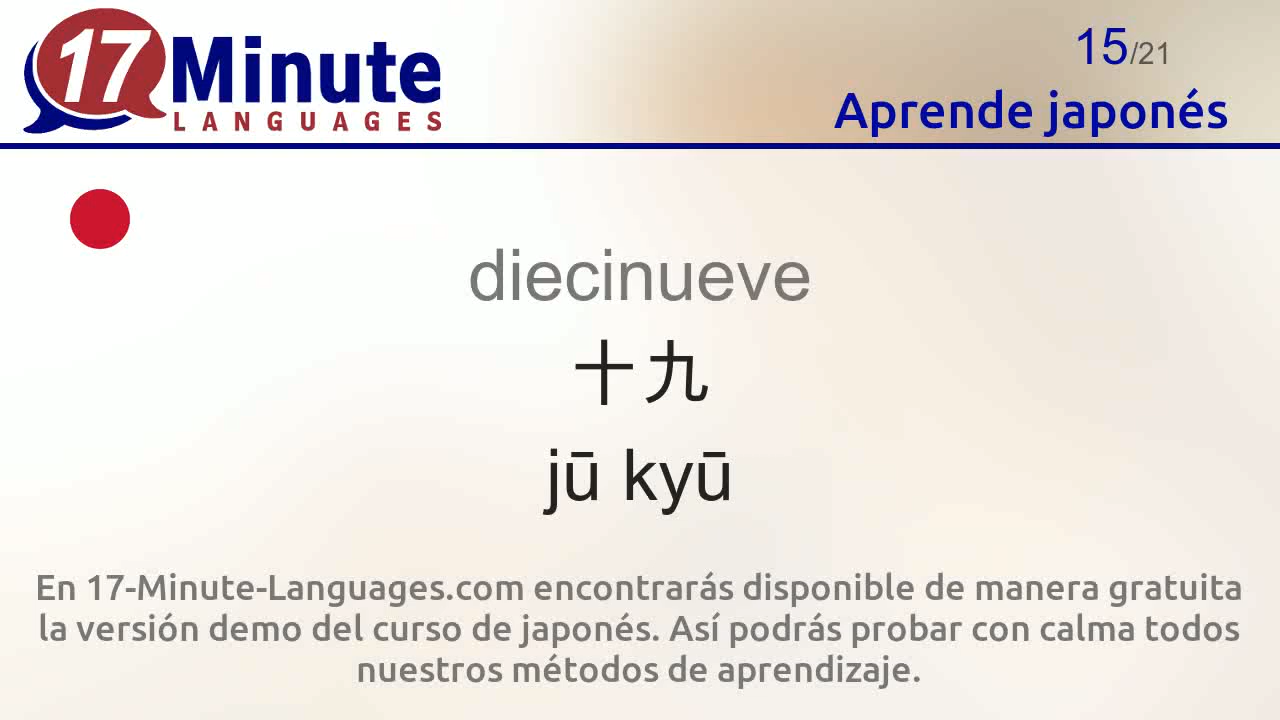 17 Minute
LANGUAGES
15/21
Aprende japonés
diecinueve
十九
jū kyū
En 17-Minute-Languages.com encontrarás disponible de manera gratuita
la versión demo del curso de japonés. Así podrás probar con calma todos
nuestros métodos de aprendizaje.